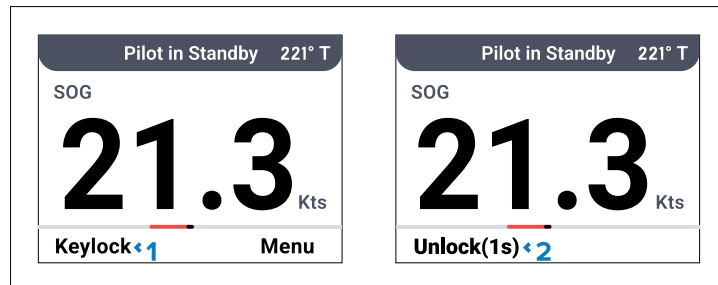 Pilot in Standby 221° T
SOG
21.3 Kts
Keylock 1 Menu
Pilot in Standby 221° T
SOG
21.3 Kts
Unlock(1s) 2